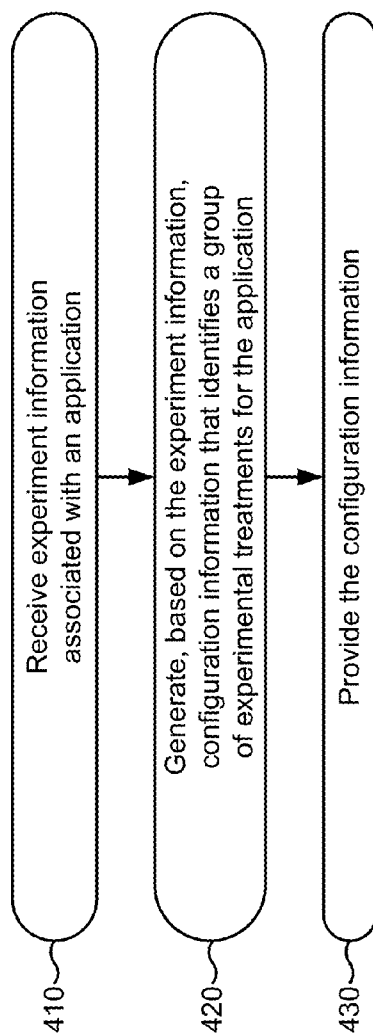 410
Receive experiment information
associated with an application
420
Generate, based on the experiment information,
configuration information that identifies a group
of experimental treatments for the application
430
Provide the configuration information